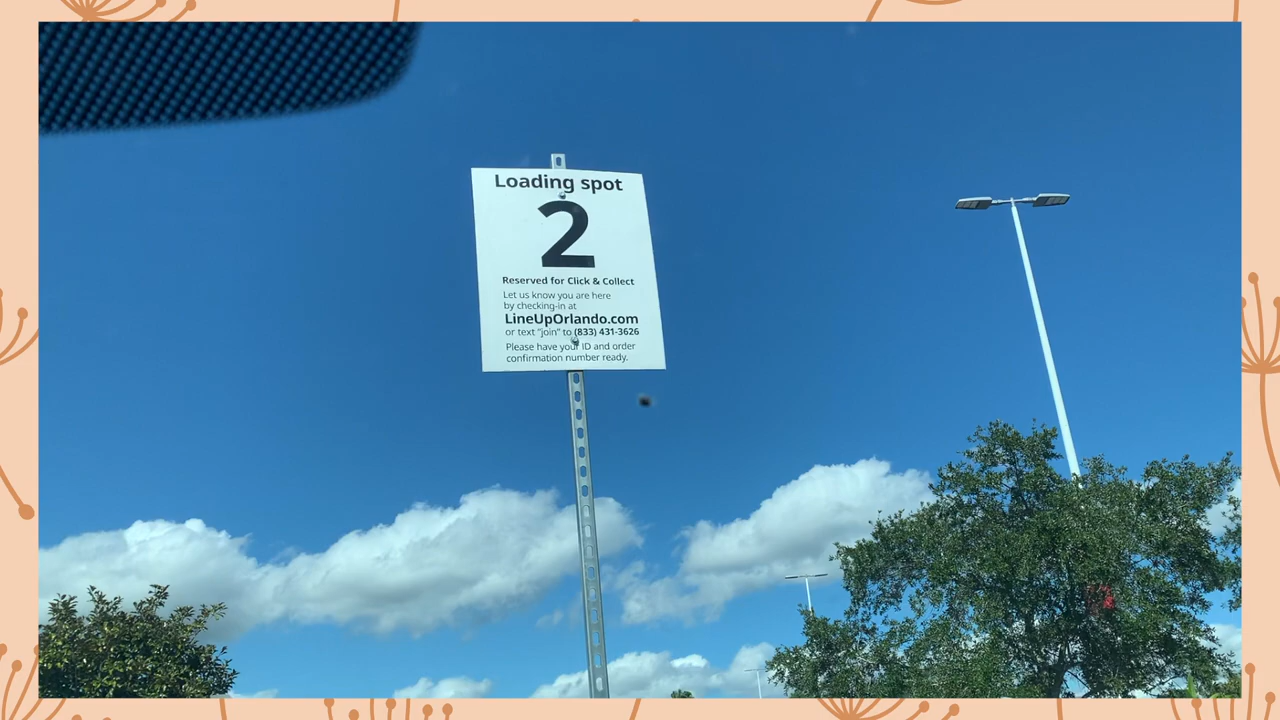 Loading spot
2
Reserved for Click & Collect
Let us know you are here
by checking-in at
LineUpOrlando.com
or text "join" to (833) 431-3626
Please have your ID and order
confirmation number ready.